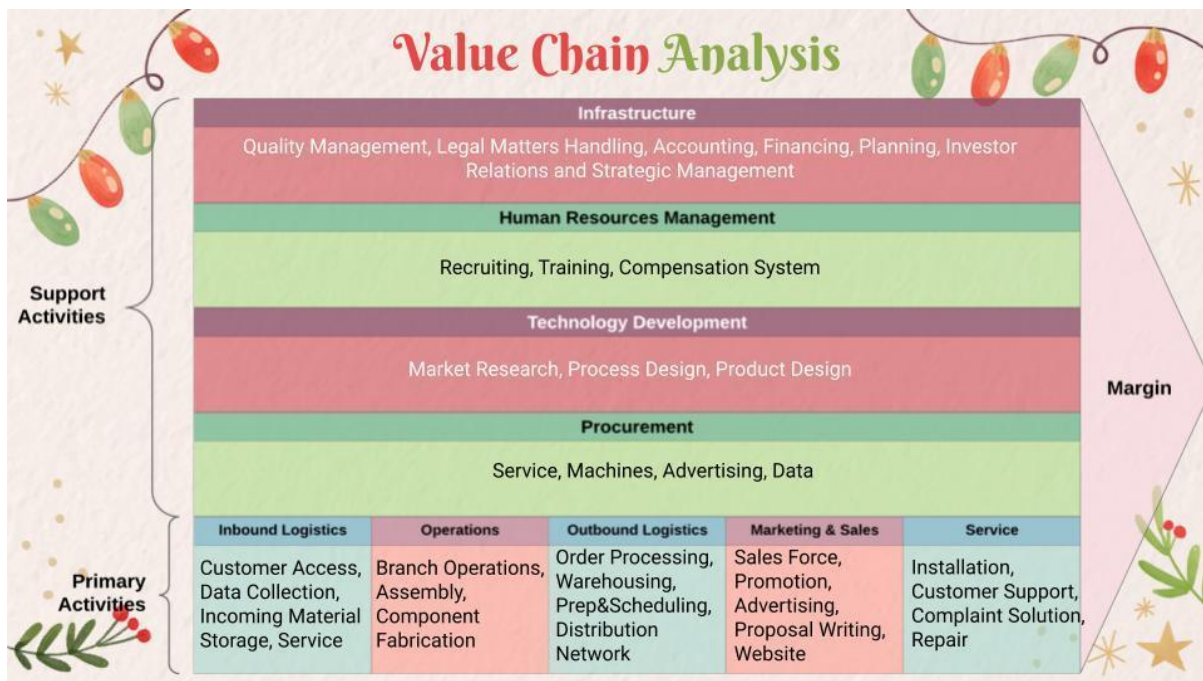 Value Chain Analysis
Infrastructure
Quality Management, Legal Matters Handling, Accounting, Financing, Planning, Investor
Relations and Strategic Management
Human Resources Management
Recruiting, Training, Compensation System
Support
Activities
Technology Development
Market Research, Process Design, Product Design
Margin
Procurement
Service, Machines, Advertising, Data
Primary
Activities
Inbound Logistics
Customer Access,
Data Collection,
Incoming Material
Storage, Service
Operations
Branch Operations,
Assembly,
Component
Fabrication
Outbound Logistics
Order Processing,
Warehousing,
Prep&Scheduling,
Distribution
Network
Marketing & Sales
Sales Force,
Promotion,
Advertising,
Proposal Writing,
Website
Service
Installation,
Customer Support,
Complaint Solution,
Repair